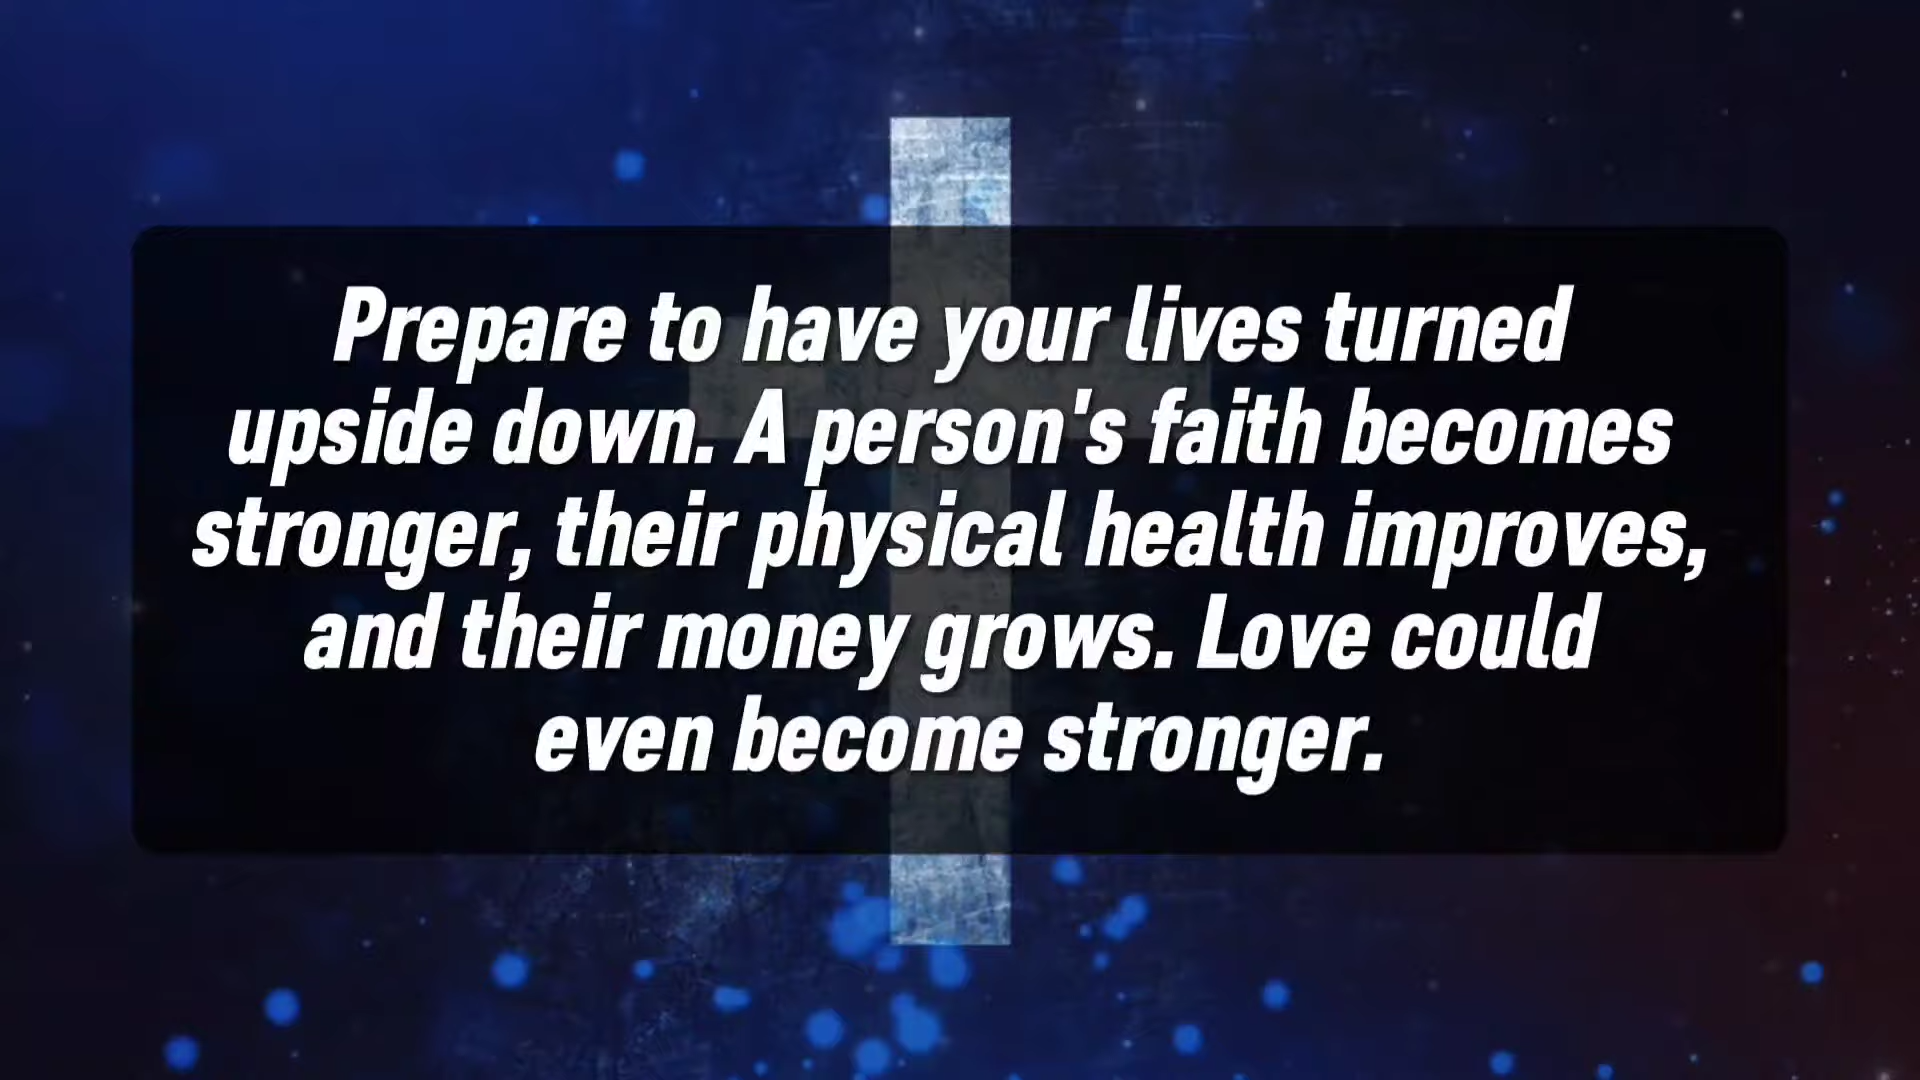 Prepare to have your lives turned
upside down. A person's faith becomes
stronger, their physical health improves,
and their money grows. Love could
even become stronger.